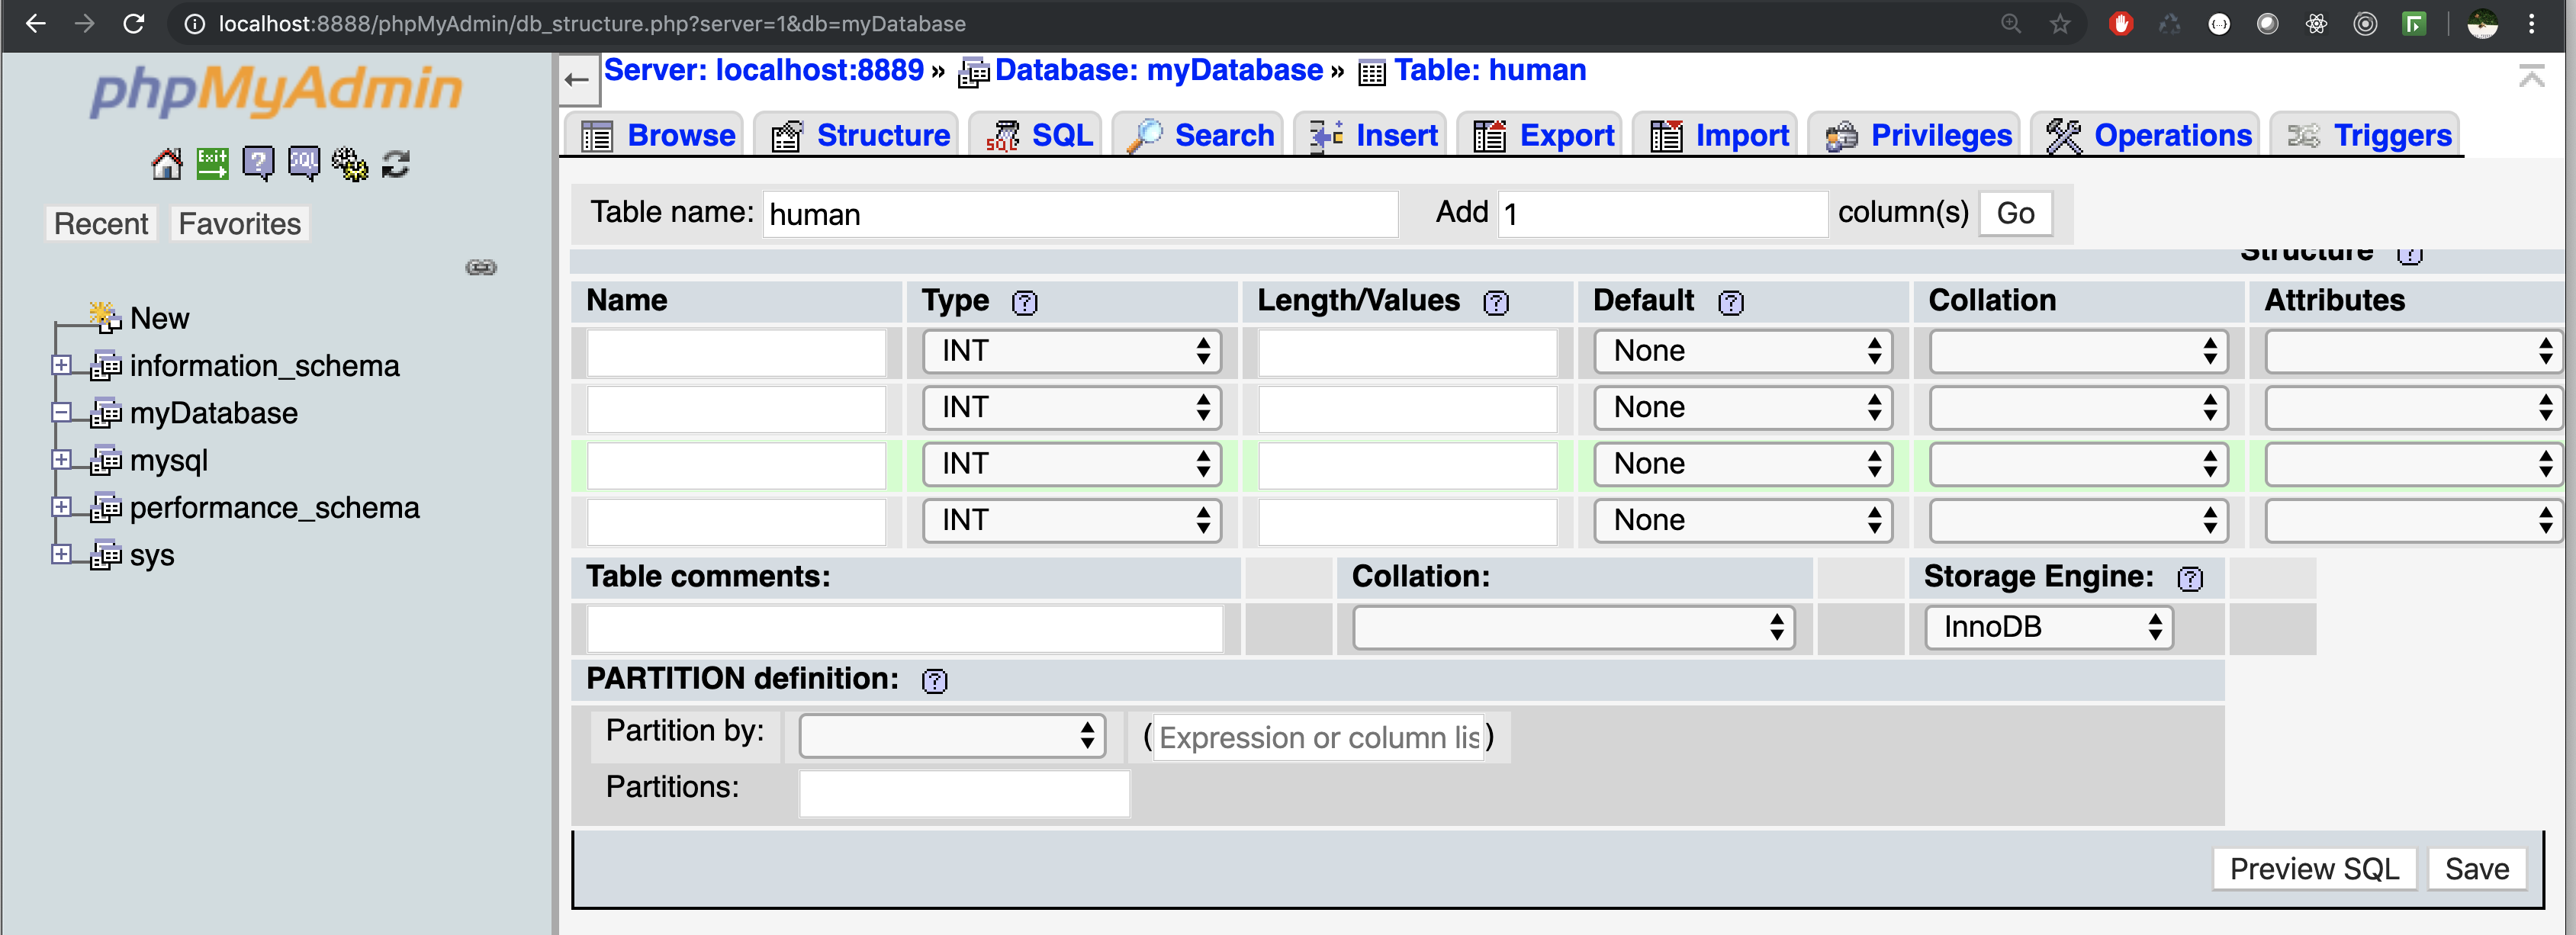 localhost:8888/phpMyAdmin/db_structure.php?server=1&db=myDatabase
phpMyAdmin
Exit
SQL
Recent Favorites
New
information_schema
myDatabase
mysql
performance_schema
sys
Server: localhost:8889 » Database: myDatabase » Table: human
Browse Structure SQL Search Insert Export Import Privileges Operations Triggers
Table name: human Add 1 column(s) Go
Structure
Name Type Length/Values Default Collation Attributes
INT None
INT None
INT None
INT None
Table comments: Collation: Storage Engine:
InnoDB
PARTITION definition:
Partition by: (Expression or column lis)
Partitions:
Preview SQL Save